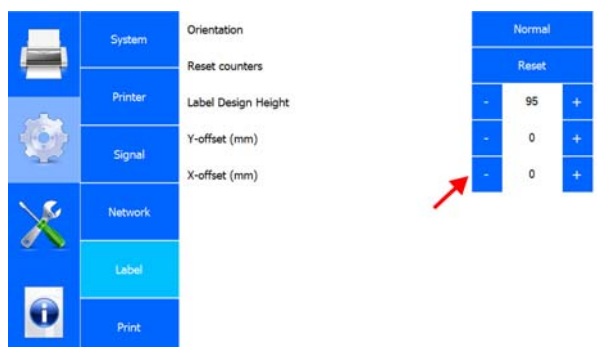 System
Printer
Signal
Network
Label
Print
Orientation Normal
Reset counters Reset
Label Design Height - 95 +
Y-offset (mm) - 0 +
X-offset (mm) - 0 +